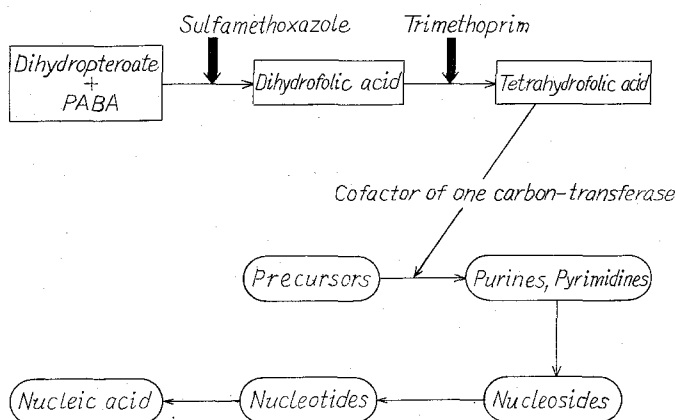 Sulfamethoxazole
Trimethoprim
Dihydropteroate
+
PABA
Dihydrofolic acid
Tetrahydrofolic acid
Cofactor of one carbon-transferase
Precursors
Purines, Pyrimidines
Nucleic acid
Nucleotides
Nucleosides